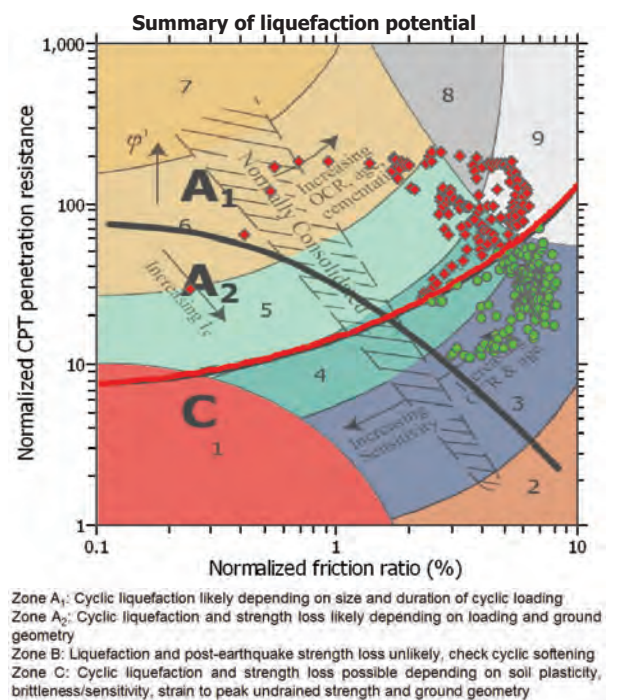 Summary of liquefaction potential
Normalized CPT penetration resistance
1,000
100
10
1
0.1
1
10
Normalized friction ratio (%)
7
8
9
φ'
A1
Increasing
OCR, age
cementation
Normally Consolidated
6
A2
Increasing Ic
5
4
C
1
Increasing
OCR & age
3
Increasing
Sensitivity
2
Zone A1: Cyclic liquefaction likely depending on size and duration of cyclic loading
Zone A2: Cyclic liquefaction and strength loss likely depending on loading and ground
geometry
Zone B: Liquefaction and post-earthquake strength loss unlikely, check cyclic softening
Zone C: Cyclic liquefaction and strength loss possible depending on soil plasticity,
brittleness/sensitivity, strain to peak undrained strength and ground geometry